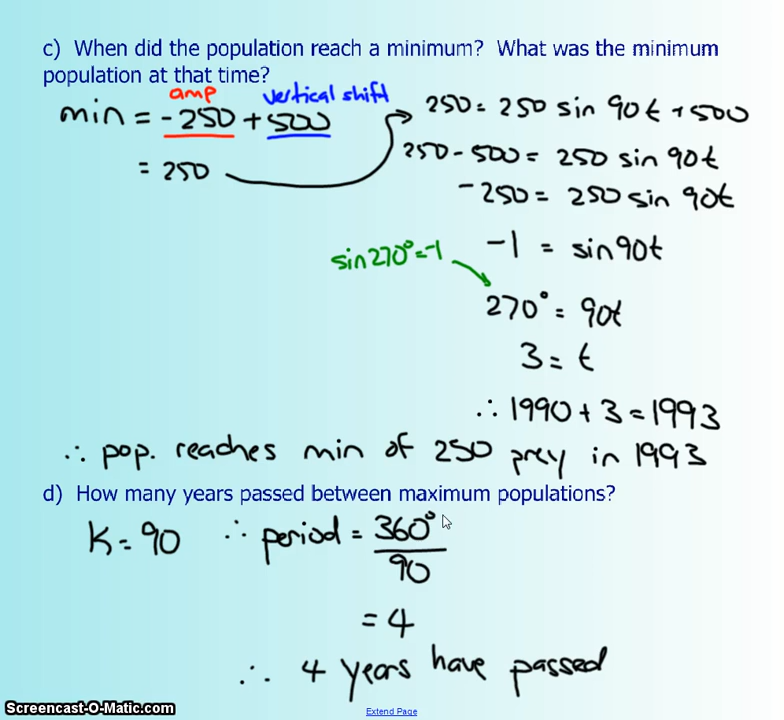 c) When did the population reach a minimum? What was the minimum
population at that time?
amp vertical shift
min = -250 + 500
= 250
250 = 250 sin 90t + 500
250 - 500 = 250 sin 90t
-250 = 250 sin 90t
-1 = sin 90t
sin 270° = -1
270° = 90t
3 = t
∴ 1990 + 3 = 1993
∴ pop. reaches min of 250 prey in 1993
d) How many years passed between maximum populations?
K = 90 ∴ period = 360°
90
= 4
∴ 4 years have passed
Screencast-O-Matic.com
Extend Page